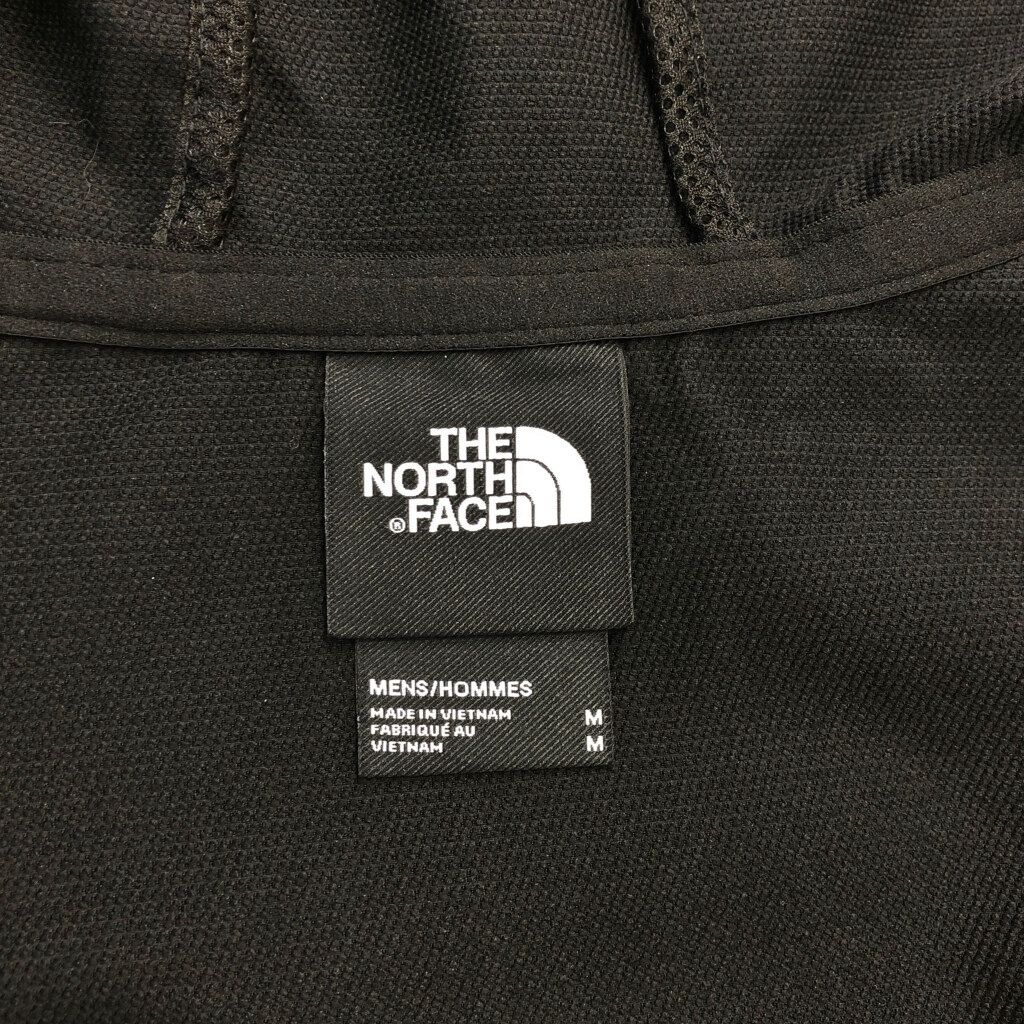 THE
NORTH
® FACE
MENS/HOMMES
MADE IN VIETNAM M
FABRIQUÉ AU
VIETNAM M